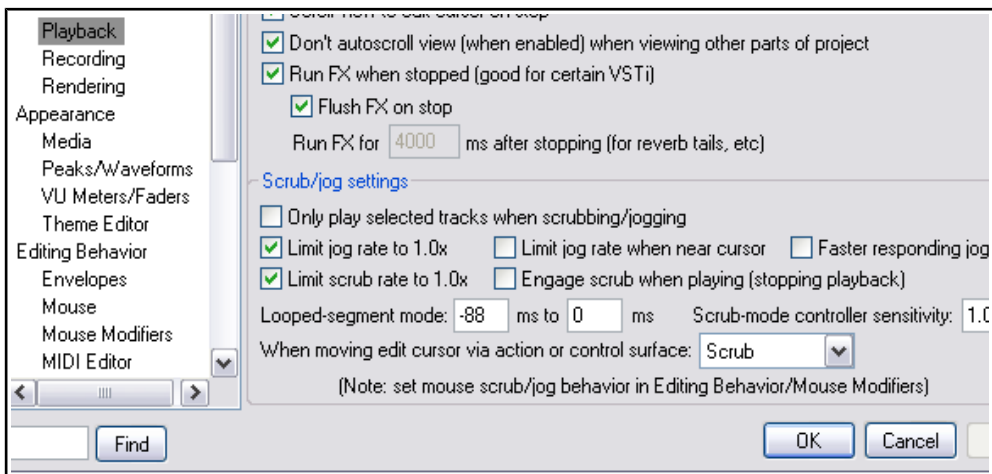 Playback
Recording
Rendering
Appearance
Media
Peaks/Waveforms
VU Meters/Faders
Theme Editor
Editing Behavior
Envelopes
Mouse
Mouse Modifiers
MIDI Editor
Don't autoscroll view (when enabled) when viewing other parts of project
Run FX when stopped (good for certain VSTi)
Flush FX on stop
Run FX for 4000 ms after stopping (for reverb tails, etc)
Scrub/jog settings
Only play selected tracks when scrubbing/jogging
Limit jog rate to 1.0x Limit jog rate when near cursor Faster responding jog
Limit scrub rate to 1.0x Engage scrub when playing (stopping playback)
Looped-segment mode: -88 ms to 0 ms Scrub-mode controller sensitivity: 1.0
When moving edit cursor via action or control surface: Scrub
(Note: set mouse scrub/jog behavior in Editing Behavior/Mouse Modifiers)
Find OK Cancel